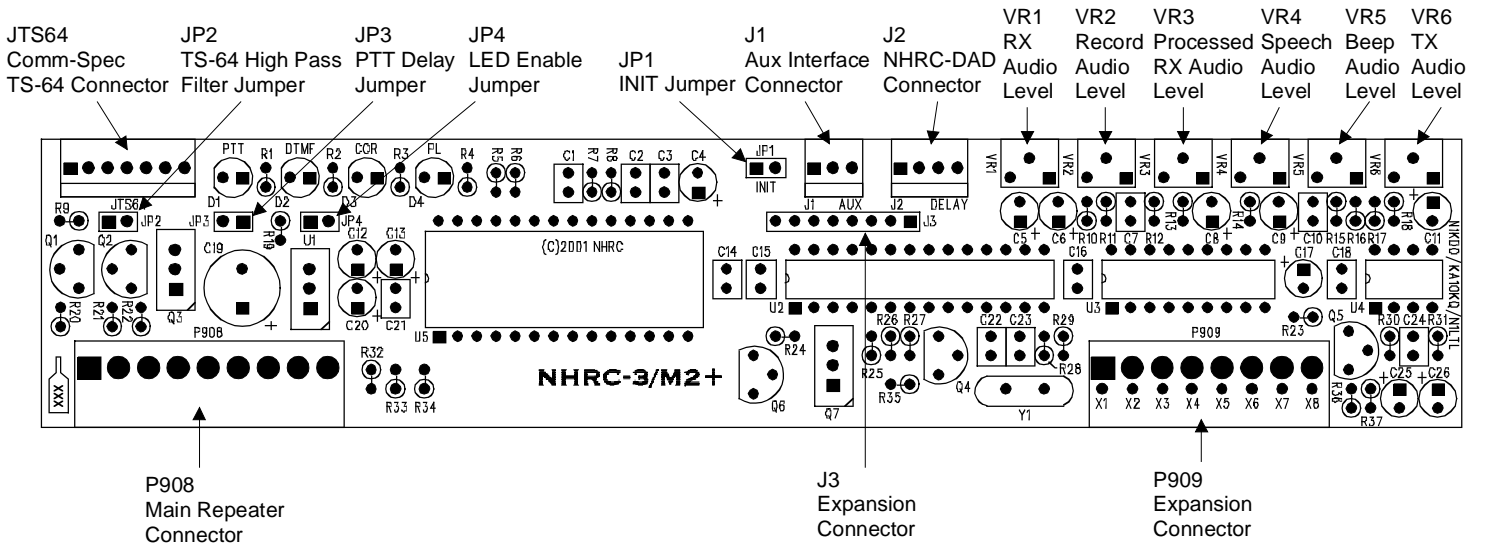 JTS64
Comm-Spec
TS-64 Connector
JP2
TS-64 High Pass
Filter Jumper
JP3
PTT Delay
Jumper
JP4
LED Enable
Jumper
JP1
INIT Jumper
J1
Aux Interface
Connector
J2
NHRC-DAD
Connector
VR1
RX
Audio
Level
VR2
Record
Audio
Level
VR3
Processed
RX Audio
Level
VR4
Speech
Audio
Level
VR5
Beep
Audio
Level
VR6
TX
Audio
Level
PTT R1 DTMF R2 COR R3 PL R4 R5 R6 C1 R7 R8 C2 C3 C4 JP1
VR1 VR2 VR3 VR4 VR5 VR6
INIT
R9 JTS6 JP2 JP3 D1 D2 D3 JP4 D4 J1 AUX J2 J3 DELAY
Q1 Q2 C19 R19 U1 C12 C13 (C)2001 NHRC C5 C6 R10 R11 C7 R12 R13 C8 R14 C9 C10 R15 R16 R17 R18 C11
C14 C15 C16 C17 C18
R20 R21 R22 Q3 P908 C20 C21 U5 U2 U3 U4
R24 R26 R27 C22 C23 R29 P909 R23 Q5 R30 C24 R31
N1KDO/KA1OKQ/N1LTL
XXX R32 R33 R34 NHRC-3/M2+ Q6 Q7 R25 R35 Q4 R28 Y1
X1 X2 X3 X4 X5 X6 X7 X8 R36 R37 C25 C26
P908
Main Repeater
Connector
J3
Expansion
Connector
P909
Expansion
Connector